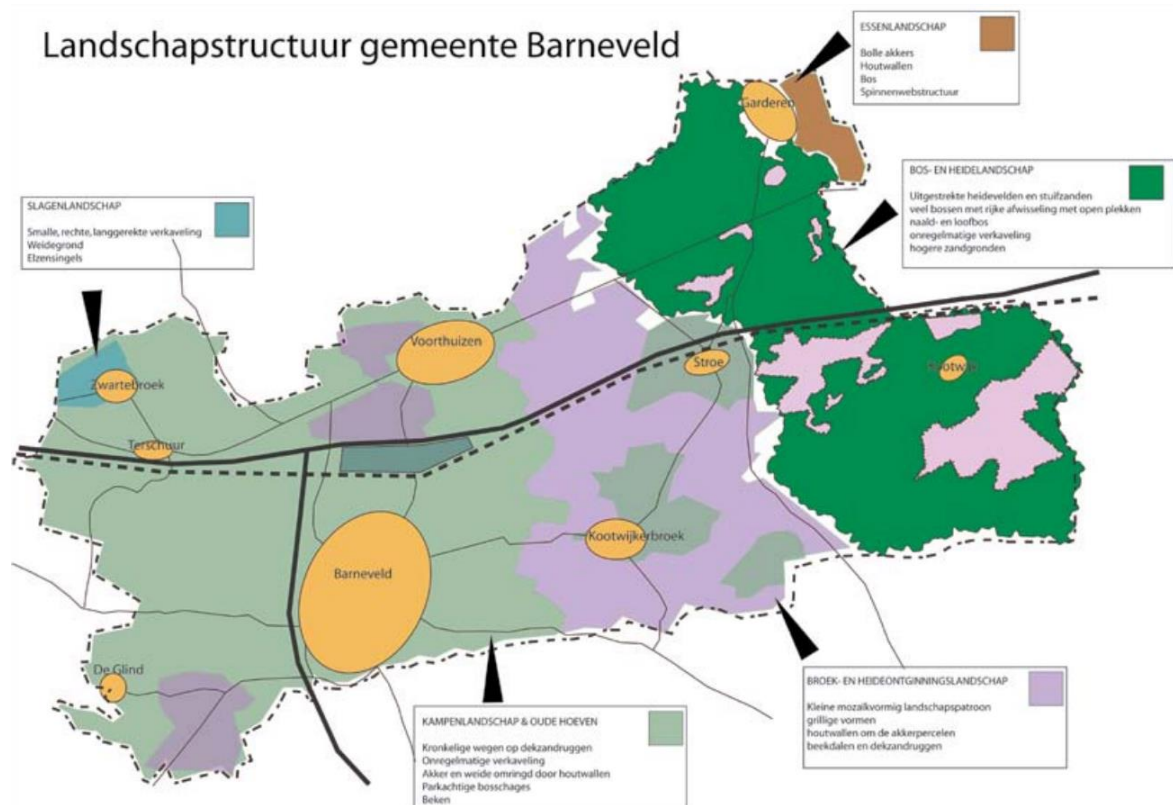 Landschapstructuur gemeente Barneveld
ESSENLANDSCHAP
Bolle akkers
Houtwallen
Bos
Spinnenwebstructuur
Garderen
BOS- EN HEIDELANDSCHAP
Uitgestrekte heidevelden en stuifzanden
veel bossen met rijke afwisseling met open plekken
naald- en loofbos
onregelmatige verkaveling
hogere zandgronden
SLAGENLANDSCHAP
Smalle, rechte, langgerekte verkaveling
Weidegrond
Elzensingels
Voorthuizen
Stroe
Zwartebroek
Terschuur
Kootwijkerbroek
Barneveld
De Glind
BROEK- EN HEIDEONTGINNINGSLANDSCHAP
Kleine mozaïkvormig landschapspatroon
grillige vormen
houtwallen om de akkerpercelen
beekdalen en dekzandruggen
KAMPENLANDSCHAP & OUDE HOEVEN
Kronkelige wegen op dekzandruggen
Onregelmatige verkaveling
Akker en weide omringd door houtwallen
Parkachtige bosschages
Beken